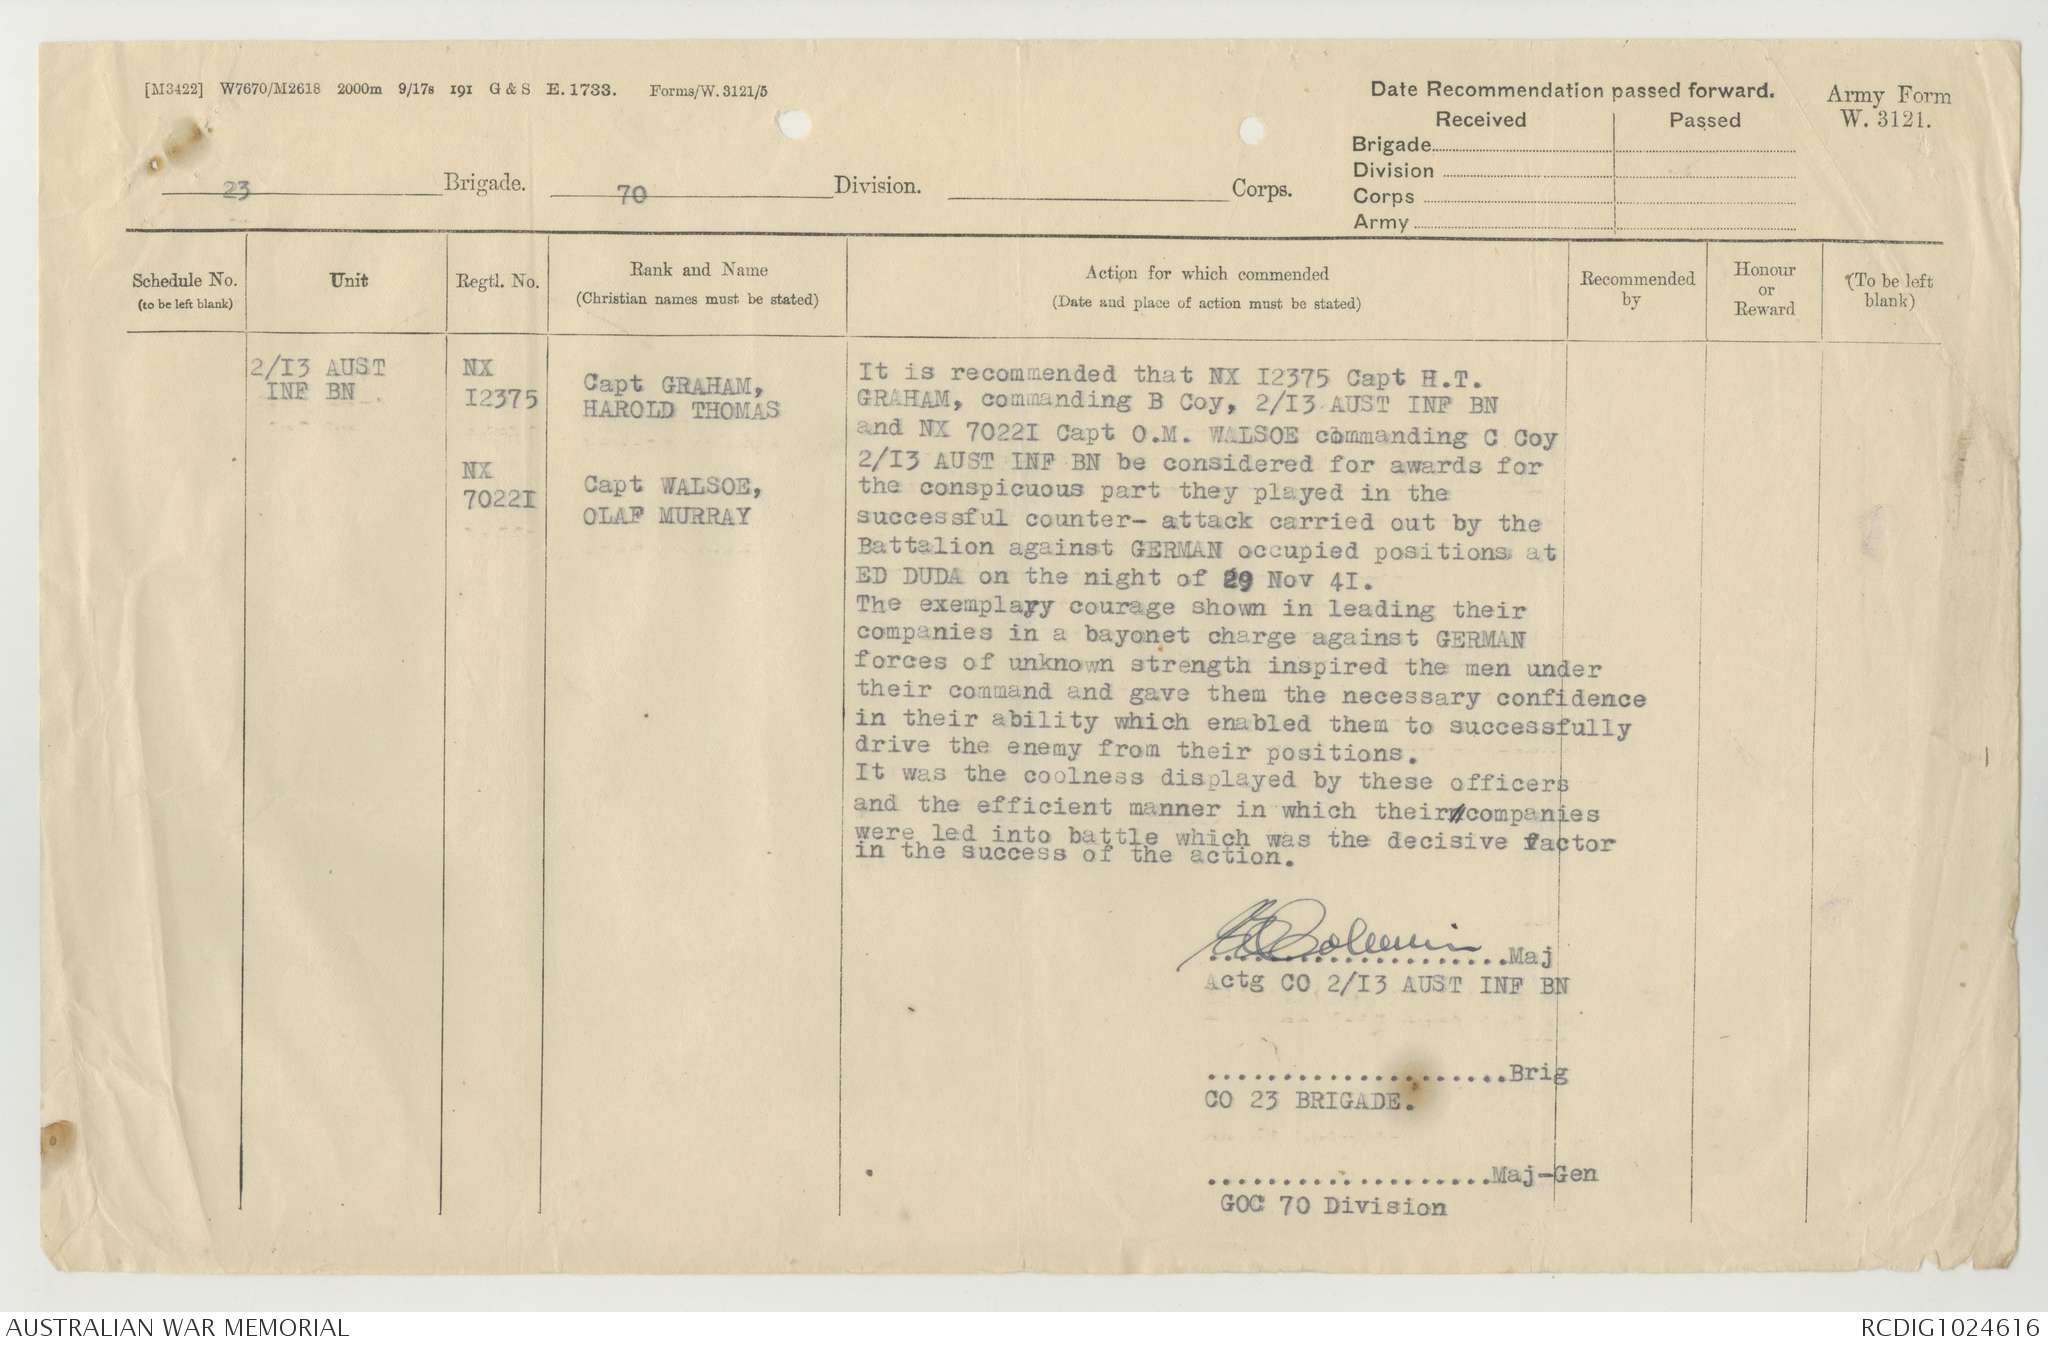 [M3422] W7670/M2618 2000m 9/17s 191 G & S E. 1733. Forms/W. 3121/5
Date Recommendation passed forward.
Army Form
W. 3121.
Received Passed
Brigade
Division
Corps
Army
23 Brigade. 70 Division. Corps.
Schedule No.
(to be left blank)
Unit
Regtl. No.
Rank and Name
(Christian names must be stated)
Action for which commended
(Date and place of action must be stated)
Recommended
by
Honour
or
Reward
(To be left
blank)
2/I3 AUST
INF BN
NX
I2375
Capt GRAHAM,
HAROLD THOMAS
NX
7022I
Capt WALSOE,
OLAF MURRAY
It is recommended that NX I2375 Capt H.T.
GRAHAM, commanding B Coy, 2/I3 AUST INF BN
and NX 7022I Capt O.M. WALSOE commanding C Coy
2/I3 AUST INF BN be considered for awards for
the conspicuous part they played in the
successful counter- attack carried out by the
Battalion against GERMAN occupied positions at
ED DUDA on the night of 29 Nov 4I.
The exemplary courage shown in leading their
companies in a bayonet charge against GERMAN
forces of unknown strength inspired the men under
their command and gave them the necessary confidence
in their ability which enabled them to successfully
drive the enemy from their positions.
It was the coolness displayed by these officers
and the efficient manner in which their companies
were led into battle which was the decisive factor
in the success of the action.
....................Maj
Actg CO 2/I3 AUST INF BN
....................Brig
CO 23 BRIGADE.
...................Maj-Gen
GOC 70 Division
AUSTRALIAN WAR MEMORIAL
RCDIG1024616